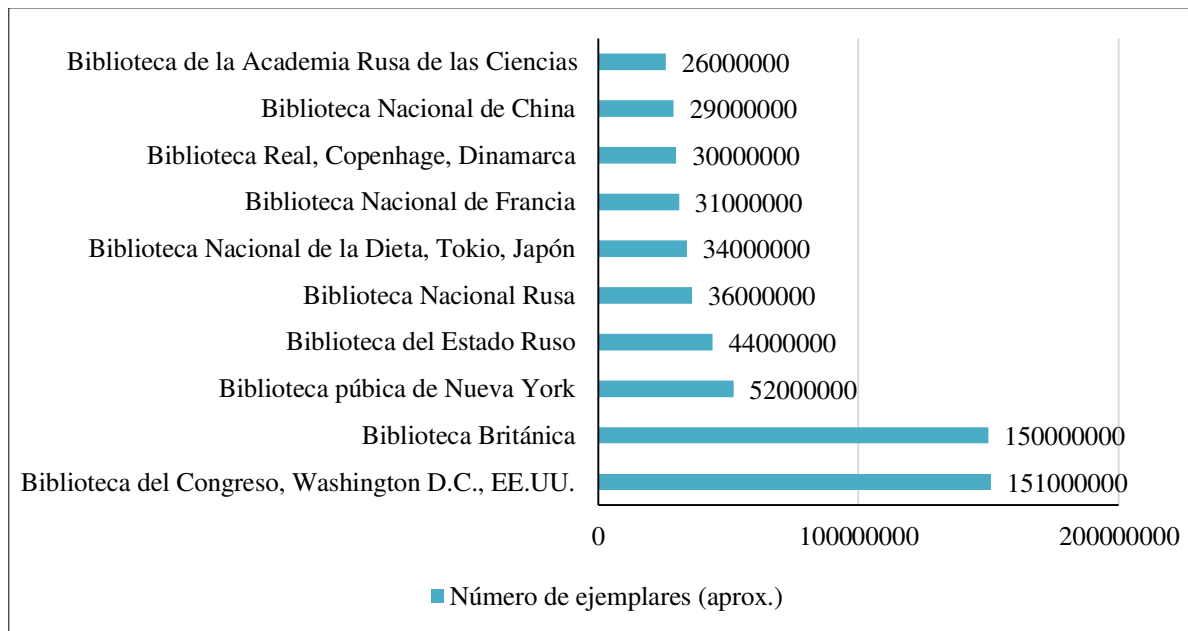 Biblioteca de la Academia Rusa de las Ciencias 26000000
Biblioteca Nacional de China 29000000
Biblioteca Real, Copenhage, Dinamarca 30000000
Biblioteca Nacional de Francia 31000000
Biblioteca Nacional de la Dieta, Tokio, Japón 34000000
Biblioteca Nacional Rusa 36000000
Biblioteca del Estado Ruso 44000000
Biblioteca púbica de Nueva York 52000000
Biblioteca Británica 150000000
Biblioteca del Congreso, Washington D.C., EE.UU. 151000000
0 100000000 200000000
Número de ejemplares (aprox.)